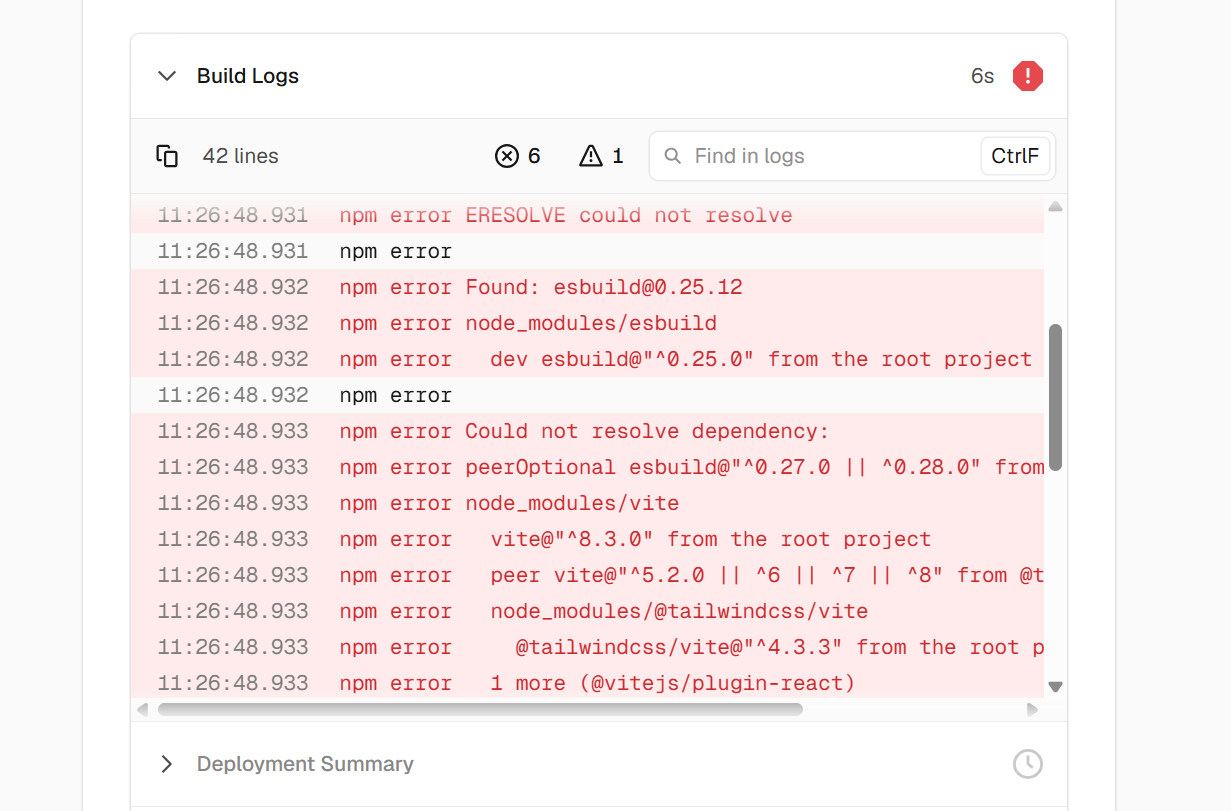 Build Logs 6s
42 lines 6 1 Find in logs CtrlF
11:26:48.931 npm error ERESOLVE could not resolve
11:26:48.931 npm error
11:26:48.932 npm error Found: esbuild@0.25.12
11:26:48.932 npm error node_modules/esbuild
11:26:48.932 npm error   dev esbuild@"^0.25.0" from the root project
11:26:48.932 npm error
11:26:48.933 npm error Could not resolve dependency:
11:26:48.933 npm error peerOptional esbuild@"^0.27.0 || ^0.28.0" from
11:26:48.933 npm error node_modules/vite
11:26:48.933 npm error   vite@"^8.3.0" from the root project
11:26:48.933 npm error   peer vite@"^5.2.0 || ^6 || ^7 || ^8" from @t
11:26:48.933 npm error   node_modules/@tailwindcss/vite
11:26:48.933 npm error     @tailwindcss/vite@"^4.3.3" from the root p
11:26:48.933 npm error   1 more (@vitejs/plugin-react)
Deployment Summary